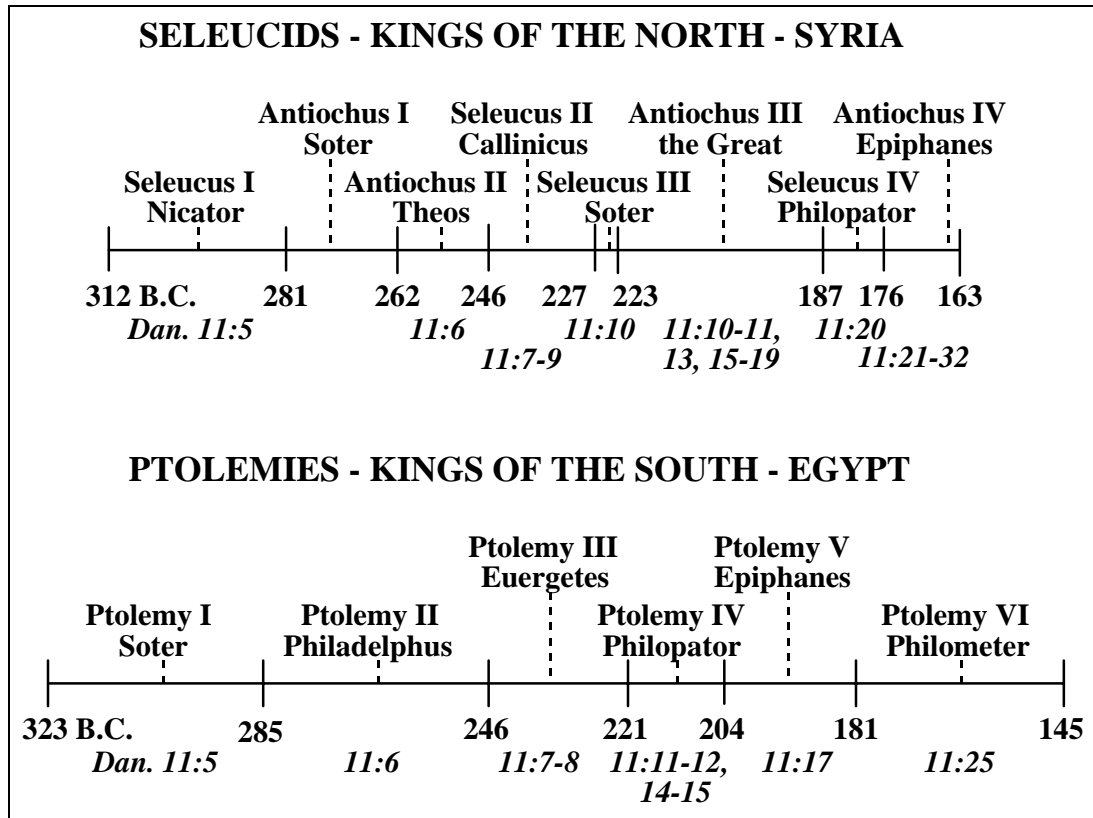 SELEUCIDS - KINGS OF THE NORTH - SYRIA
Antiochus I Seleucus II Antiochus III Antiochus IV
Soter Callinicus the Great Epiphanes
Seleucus I Antiochus II Seleucus III Seleucus IV
Nicator Theos Soter Philopator
312 B.C. 281 262 246 227 223 187 176 163
Dan. 11:5 11:6 11:10 11:10-11, 11:20
11:7-9 13, 15-19 11:21-32
PTOLEMIES - KINGS OF THE SOUTH - EGYPT
Ptolemy III Ptolemy V
Euergetes Epiphanes
Ptolemy I Ptolemy II Ptolemy IV Ptolemy VI
Soter Philadelphus Philopator Philometer
323 B.C. 285 246 221 204 181 145
Dan. 11:5 11:6 11:7-8 11:11-12, 11:17 11:25
14-15